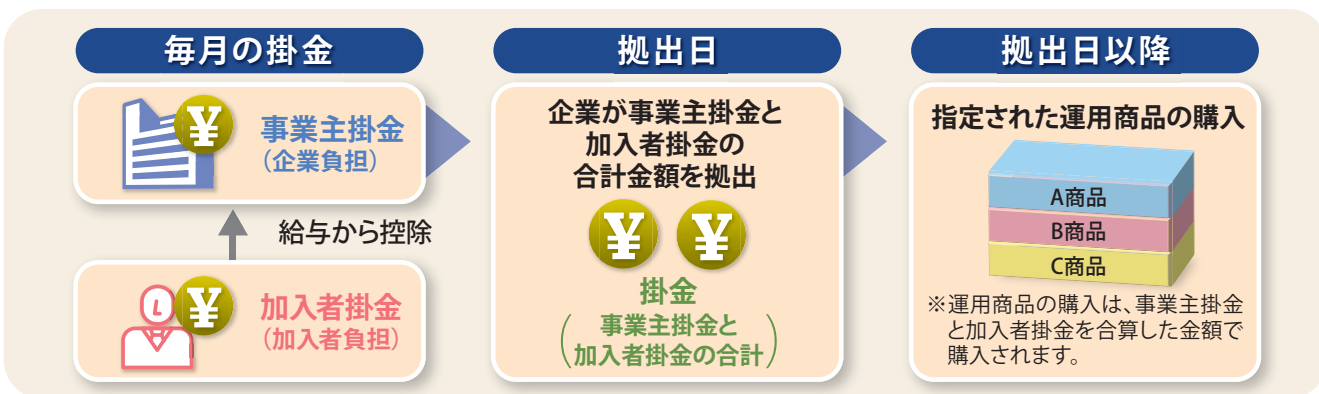 毎月の掛金
¥
事業主掛金
（企業負担）
給与から控除
¥
加入者掛金
（加入者負担）
拠出日
企業が事業主掛金と
加入者掛金の
合計金額を拠出
¥ ¥
掛金
（事業主掛金と
加入者掛金の合計）
拠出日以降
指定された運用商品の購入
A商品
B商品
C商品
※運用商品の購入は、事業主掛金
と加入者掛金を合算した金額で
購入されます。